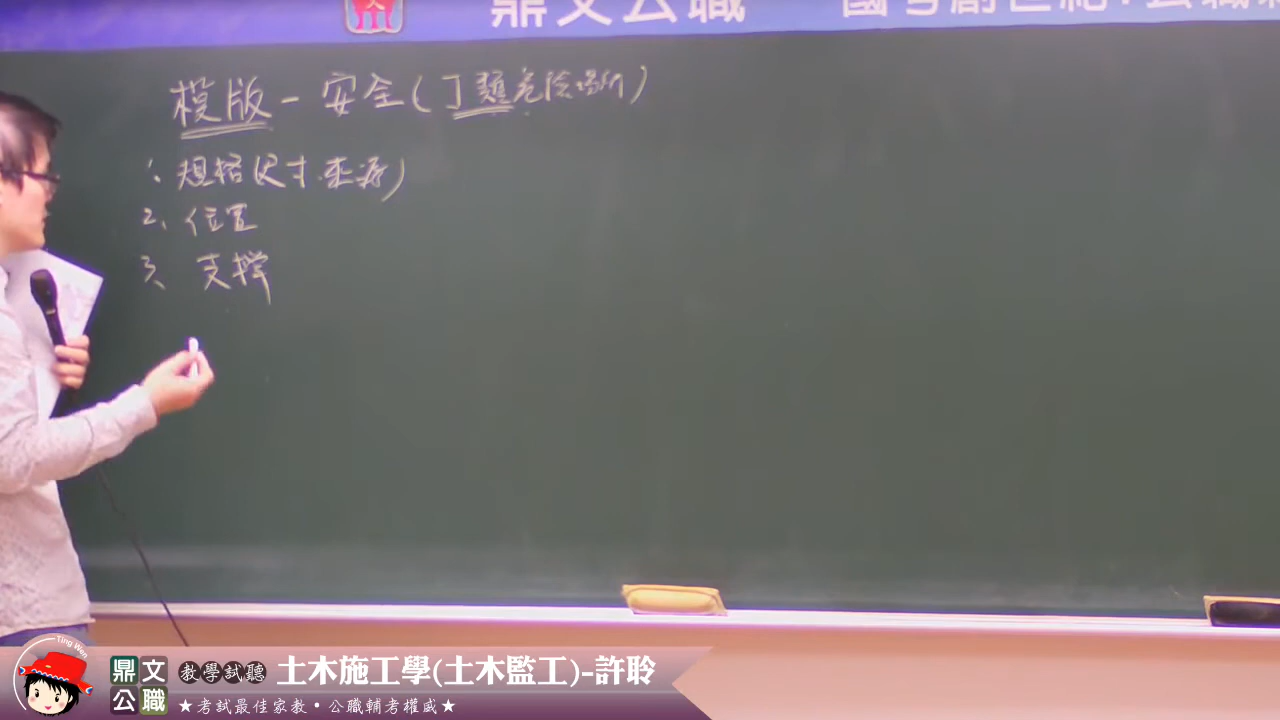 鼎文公職
模版-安全(丁類危險場所)
1.規格(尺寸.來源)
2、位置
3、支撐
Ting Wen
鼎文公職
教學試聽
土木施工學(土木監工)-許聆
★考試最佳家教•公職輔考權威★